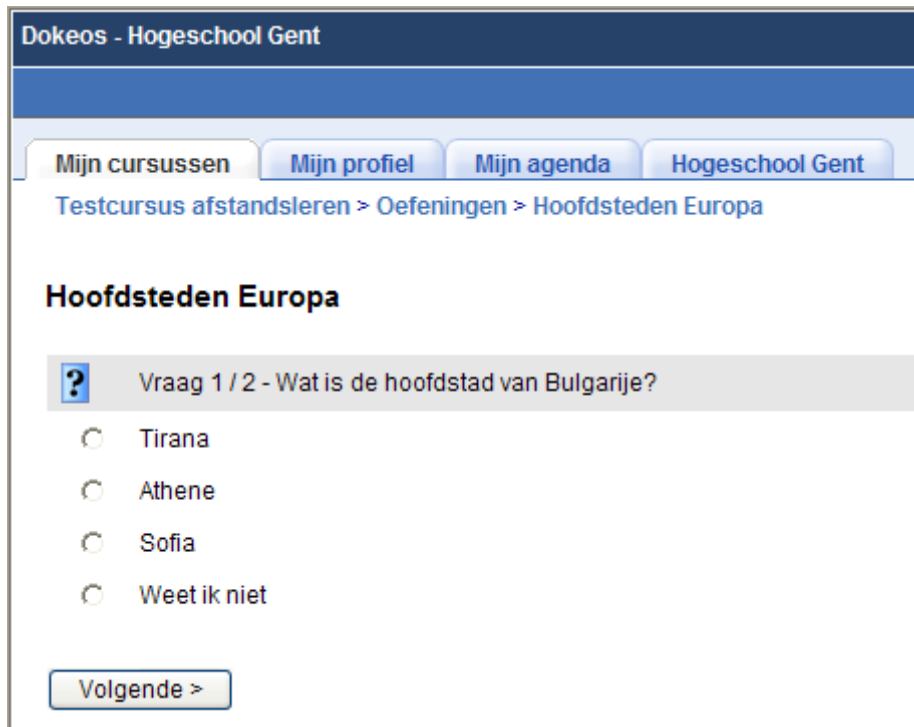 Dokeos - Hogeschool Gent
Mijn cursussen Mijn profiel Mijn agenda Hogeschool Gent
Testcursus afstandsleren > Oefeningen > Hoofdsteden Europa
Hoofdsteden Europa
? Vraag 1 / 2 - Wat is de hoofdstad van Bulgarije?
Tirana
Athene
Sofia
Weet ik niet
Volgende >